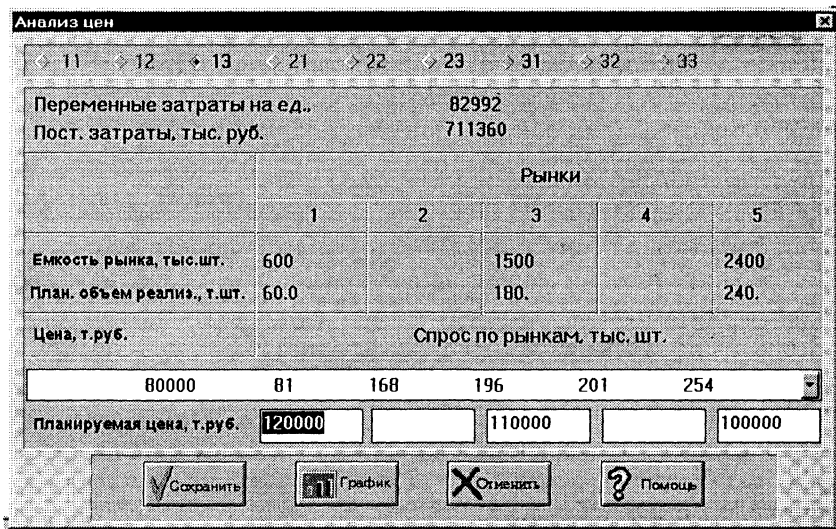 Анализ цен
11 12 13 21 22 23 31 32 33
Переменные затраты на ед., 82992
Пост. затраты, тыс. руб. 711360
Рынки
1 2 3 4 5
Емкость рынка, тыс.шт. 600 1500 2400
План. объем реализ., т.шт. 60.0 180. 240.
Цена, т.руб. Спрос по рынкам, тыс. шт.
80000 81 168 196 201 254
Планируемая цена, т.руб. 120000 110000 100000
Сохранить График Отменить Помощь